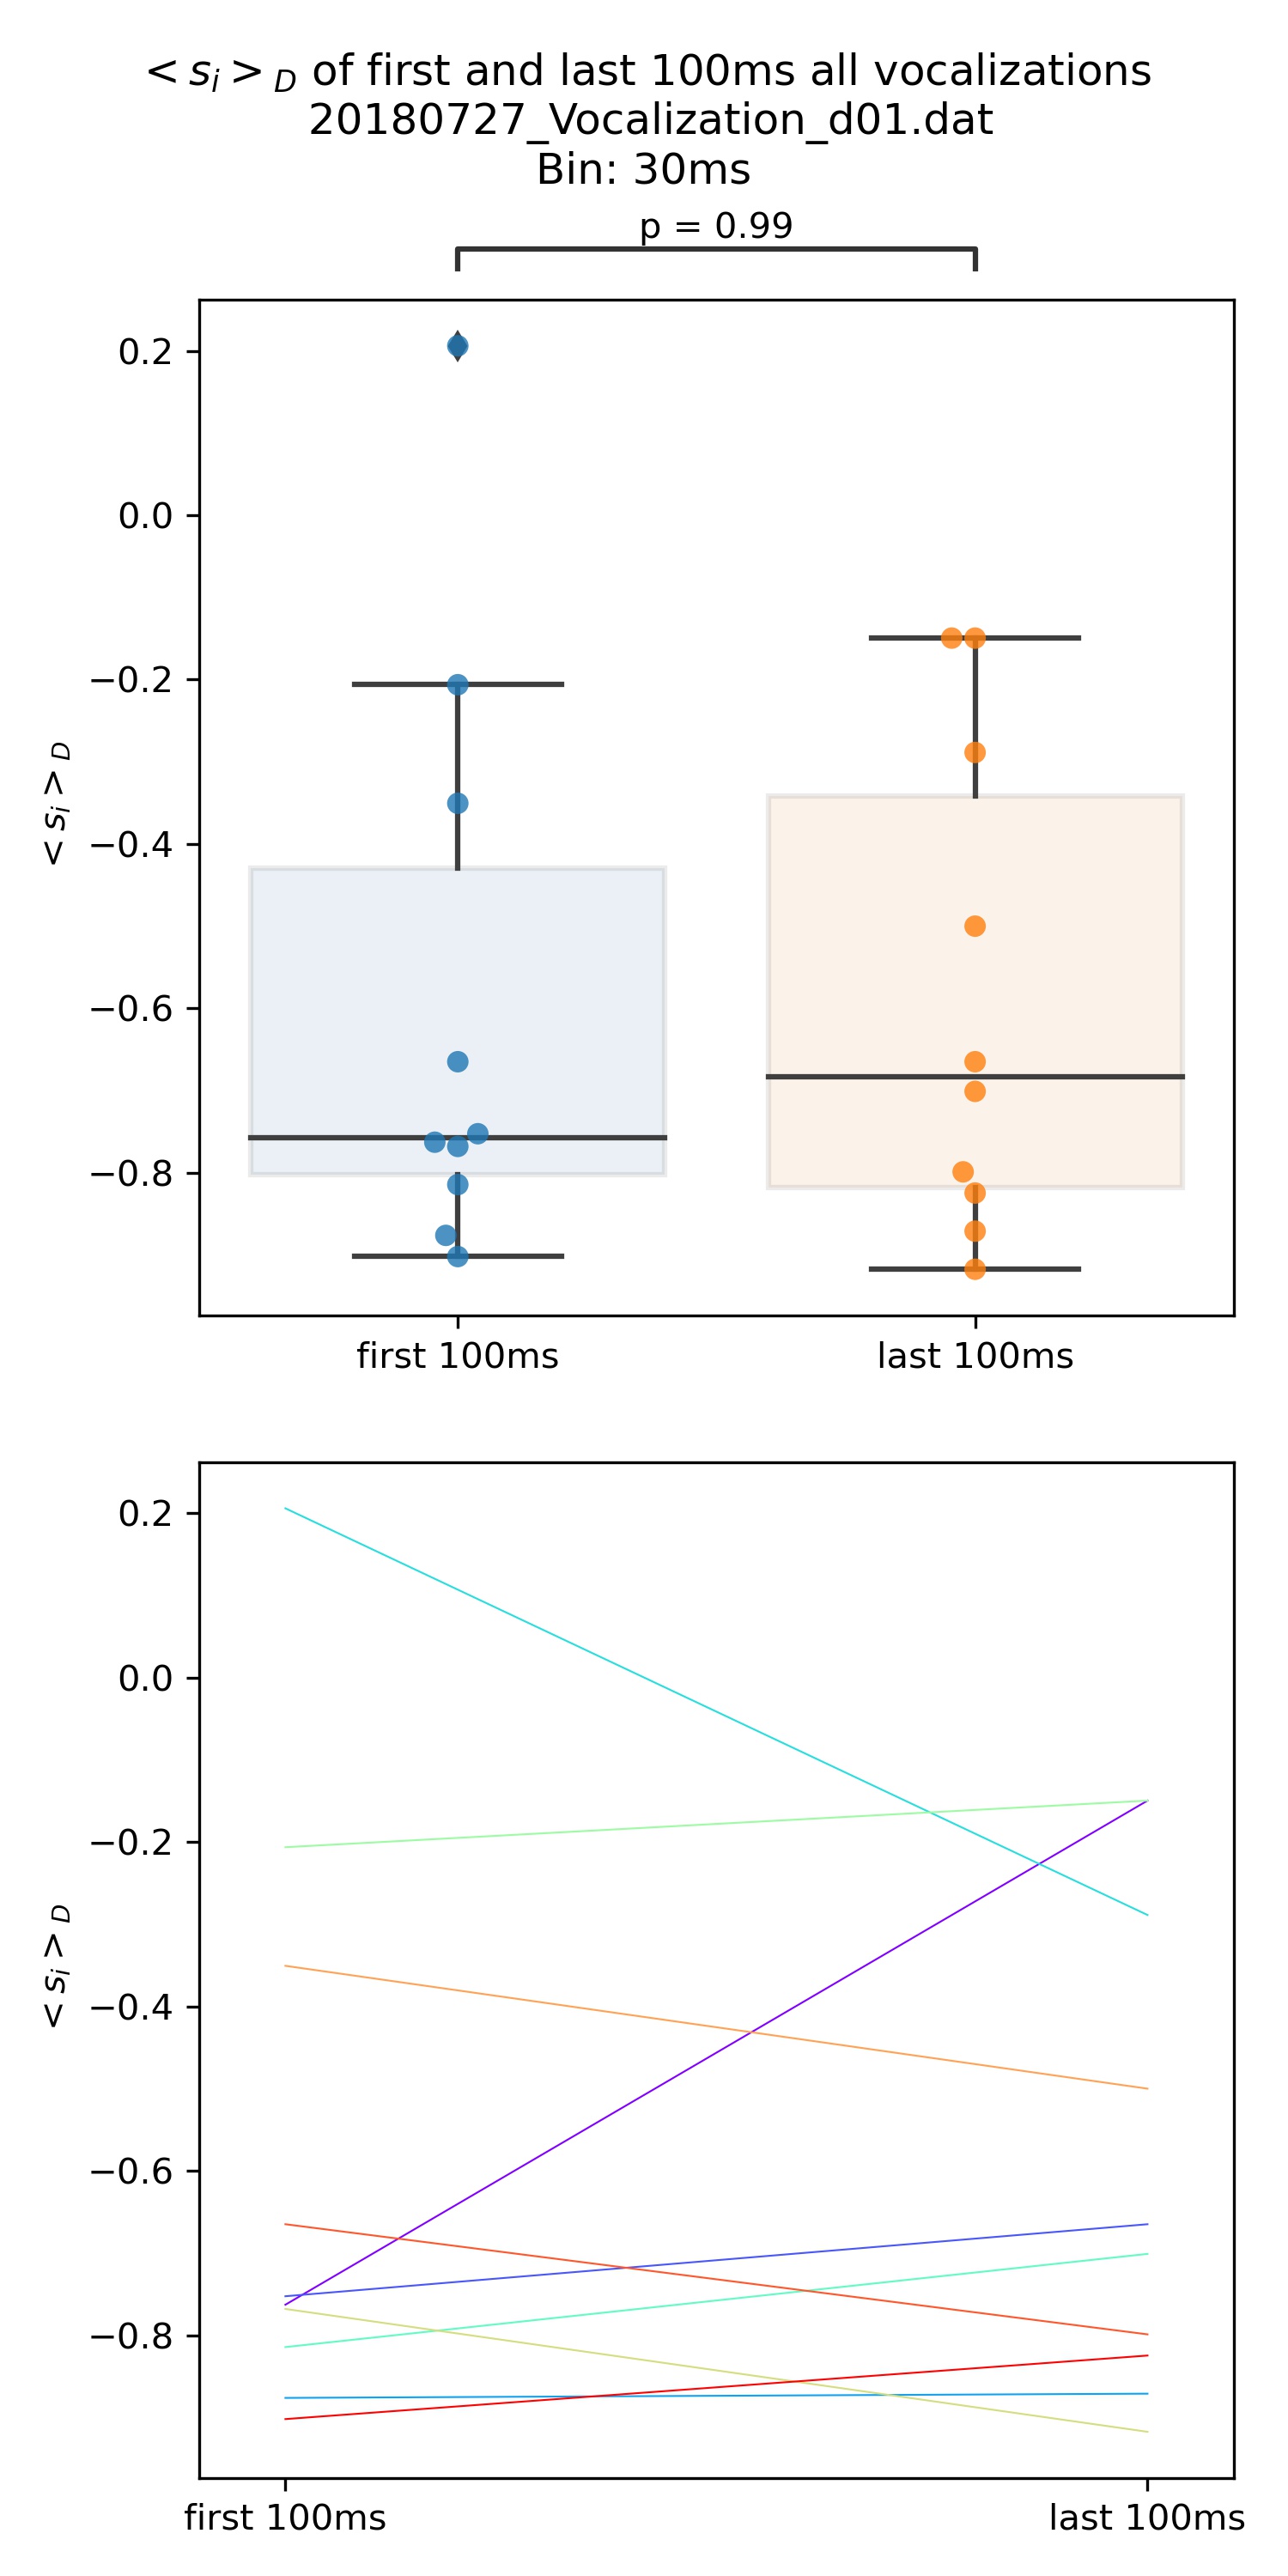 < s_i >_D of first and last 100ms all vocalizations
20180727_Vocalization_d01.dat
Bin: 30ms
p = 0.99
0.2
0.0
−0.2
−0.4
−0.6
−0.8
< s_i >_D
first 100ms
last 100ms
0.2
0.0
−0.2
−0.4
−0.6
−0.8
< s_i >_D
first 100ms
last 100ms